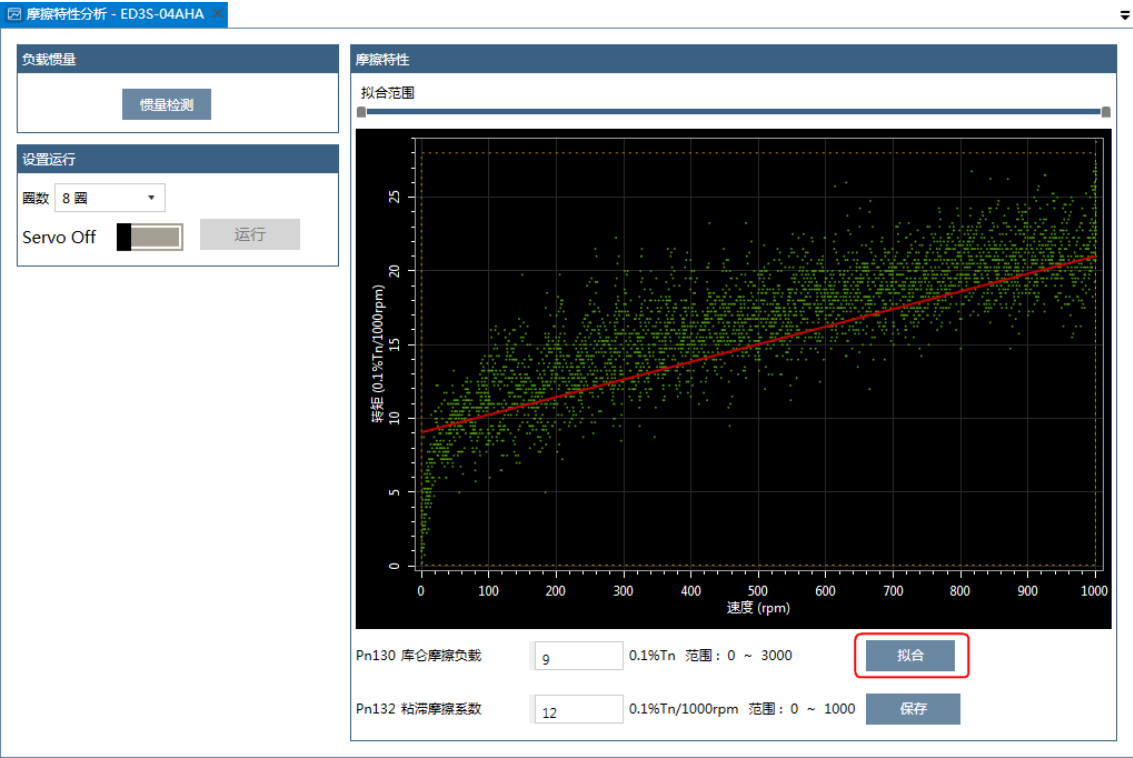 摩擦特性分析 - ED3S-04AHA
负载惯量
惯量检测
设置运行
圈数 8 圈
Servo Off 运行
摩擦特性
拟合范围
转矩 (0.1%Tn/1000rpm)
25
20
15
10
5
0
0 100 200 300 400 500 600 700 800 900 1000
速度 (rpm)
Pn130 库仑摩擦负载 9 0.1%Tn 范围: 0 ~ 3000 拟合
Pn132 粘滞摩擦系数 12 0.1%Tn/1000rpm 范围: 0 ~ 1000 保存